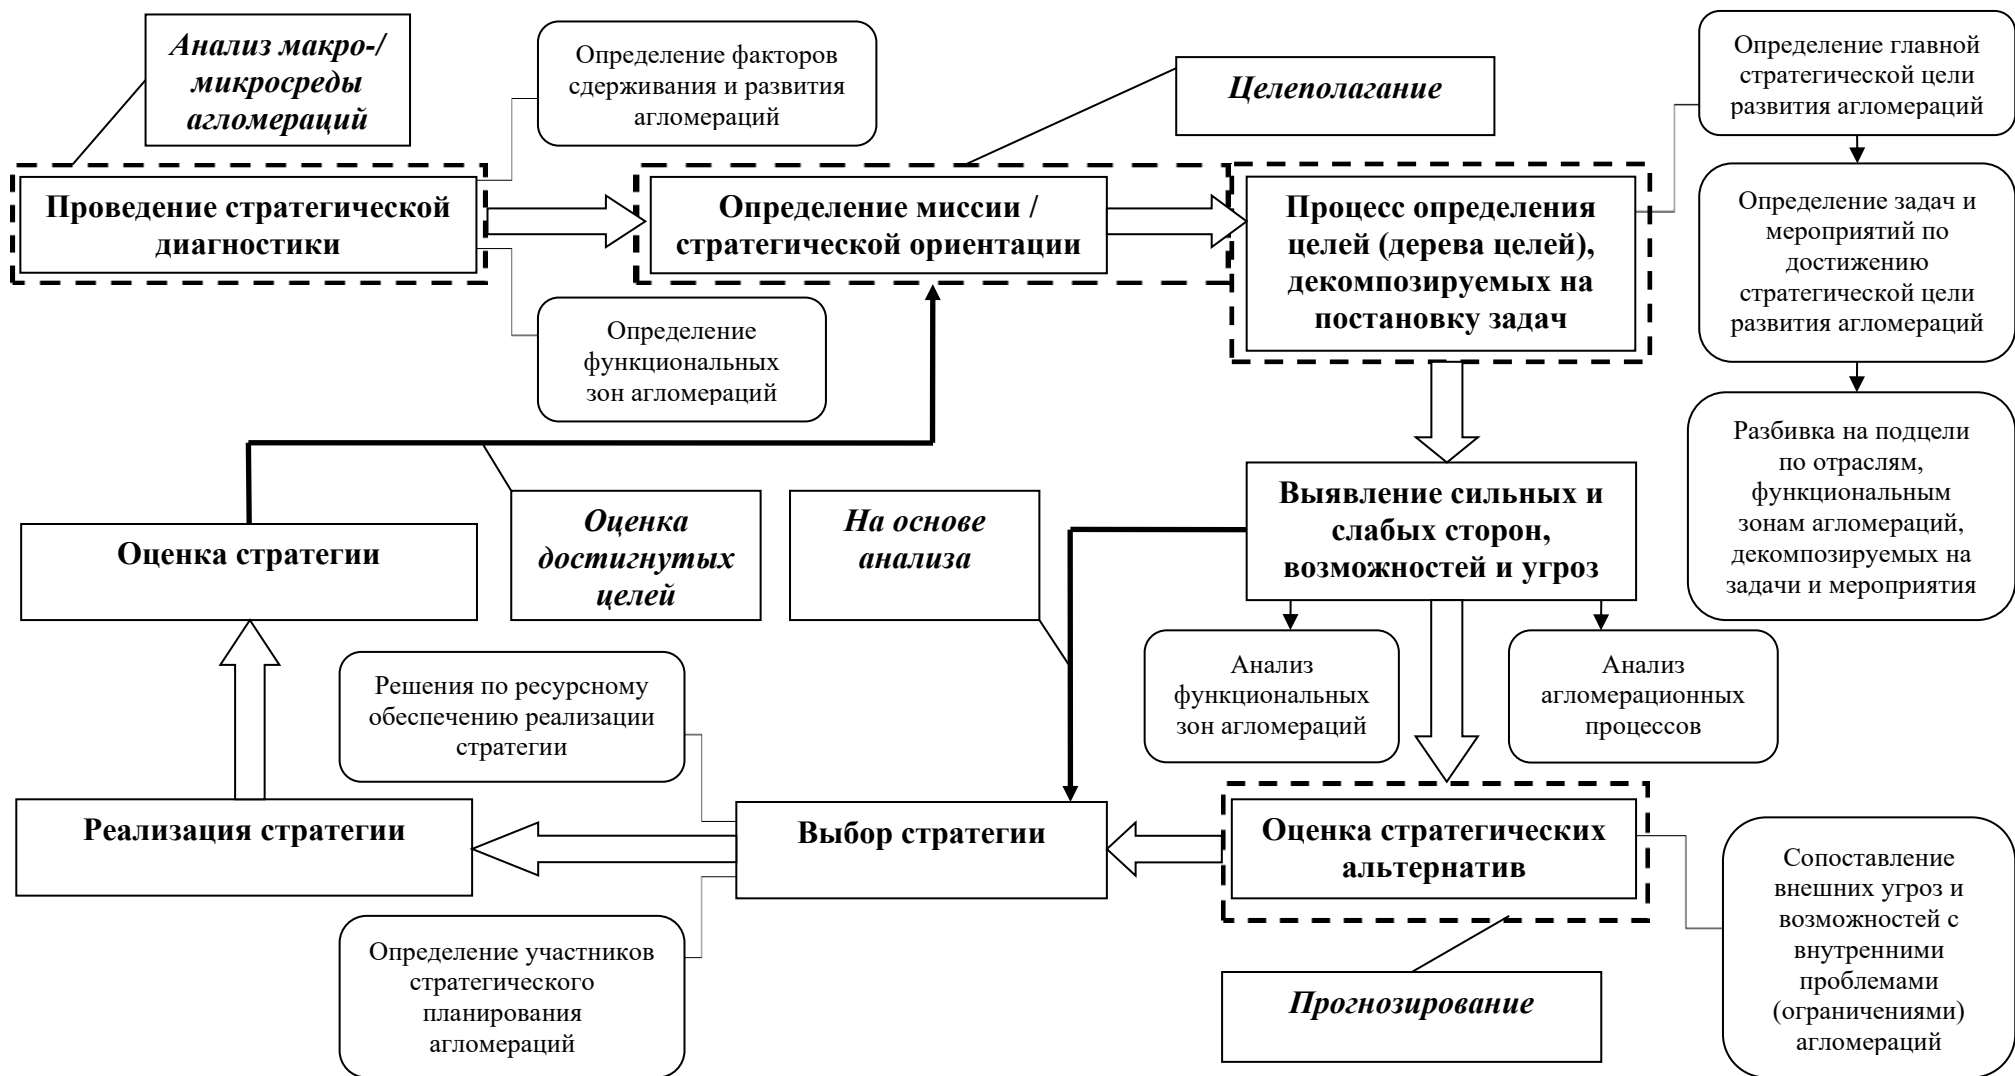 Анализ макро-/
микросреды
агломераций
Определение факторов
сдерживания и развития
агломераций
Целеполагание
Определение главной
стратегической цели
развития агломераций
Проведение стратегической
диагностики
Определение миссии /
стратегической ориентации
Процесс определения
целей (дерева целей),
декомпозируемых на
постановку задач
Определение задач и
мероприятий по
достижению
стратегической цели
развития агломераций
Определение
функциональных
зон агломераций
Разбивка на подцели
по отраслям,
функциональным
зонам агломераций,
декомпозируемых на
задачи и мероприятия
Оценка стратегии
Оценка
достигнутых
целей
На основе
анализа
Выявление сильных и
слабых сторон,
возможностей и угроз
Анализ
функциональных
зон агломераций
Анализ
агломерационных
процессов
Решения по ресурсному
обеспечению реализации
стратегии
Реализация стратегии
Выбор стратегии
Оценка стратегических
альтернатив
Сопоставление
внешних угроз и
возможностей с
внутренними
проблемами
(ограничениями)
агломераций
Определение участников
стратегического
планирования
агломераций
Прогнозирование